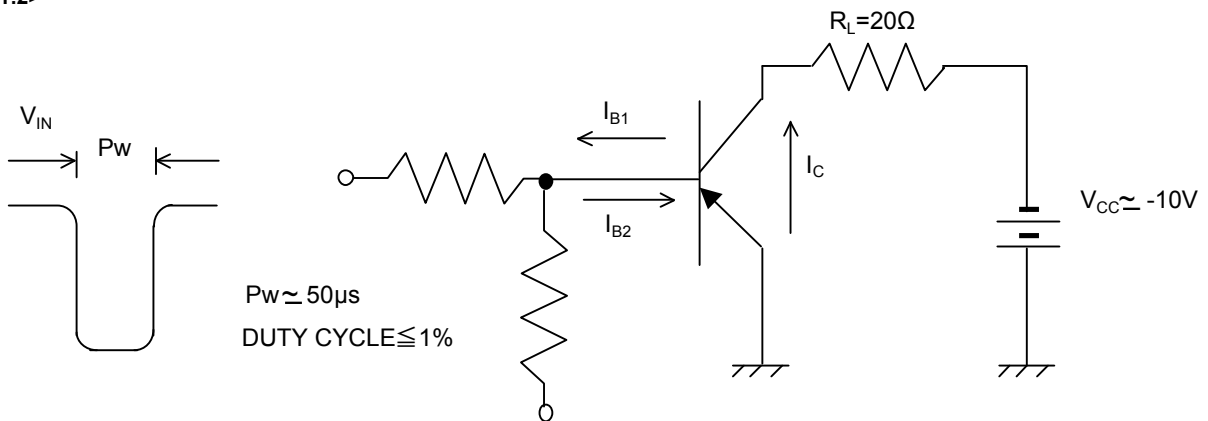 R_L=20Ω
V_IN
Pw
I_B1
I_C
I_B2
V_CC≃ -10V
Pw≃50µs
DUTY CYCLE≦1%